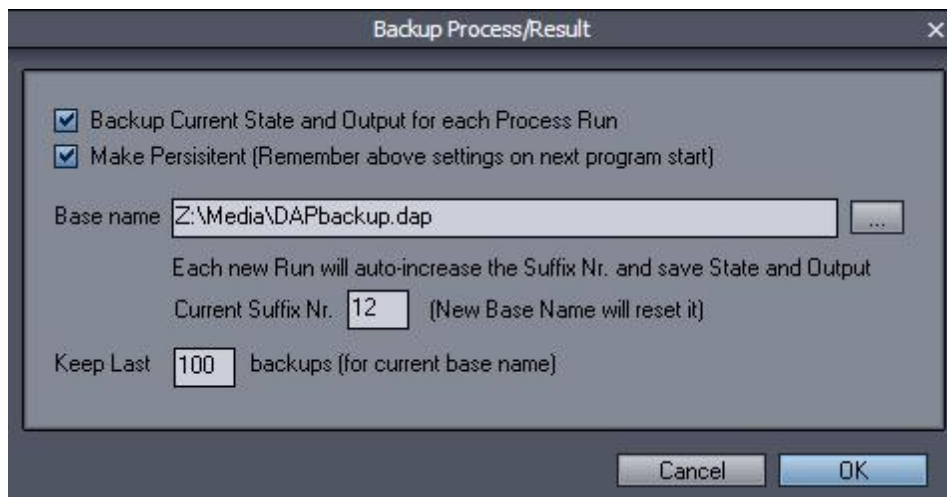 Backup Process/Result
Backup Current State and Output for each Process Run
Make Persisitent (Remember above settings on next program start)
Base name Z:\Media\DAPbackup.dap ...
Each new Run will auto-increase the Suffix Nr. and save State and Output
Current Suffix Nr. 12 (New Base Name will reset it)
Keep Last 100 backups (for current base name)
Cancel OK